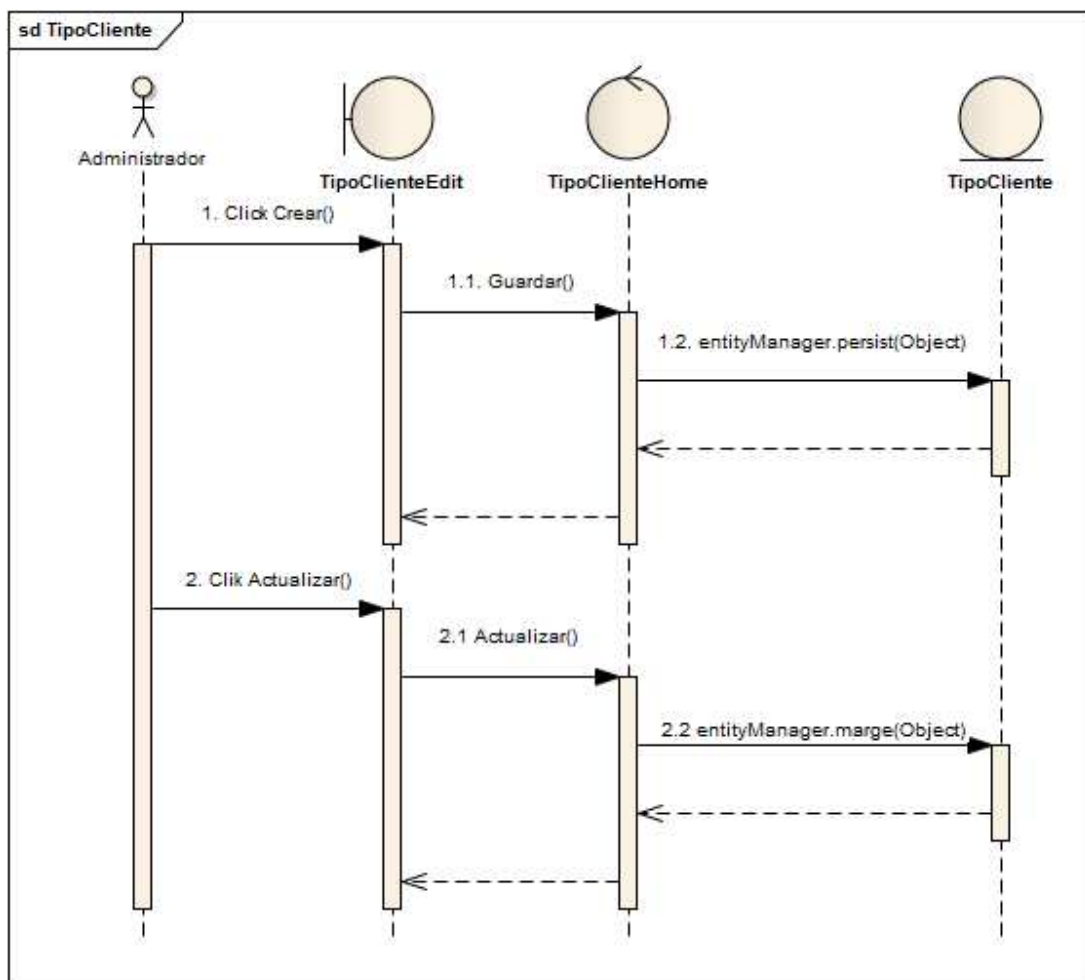 sd TipoCliente
Administrador
TipoClienteEdit
TipoClienteHome
TipoCliente
1. Click Crear()
1.1. Guardar()
1.2. entityManager.persist(Object)
2. Clik Actualizar()
2.1 Actualizar()
2.2 entityManager.marge(Object)